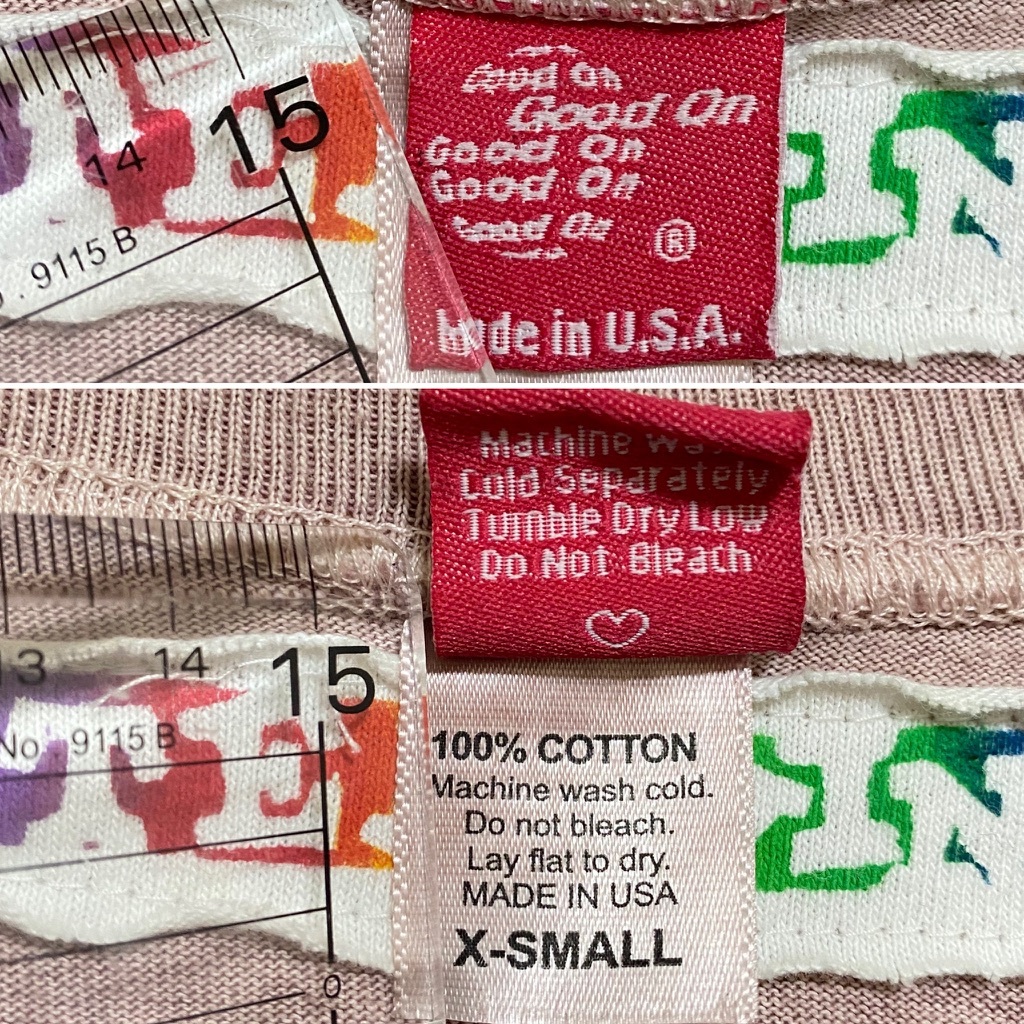 15
14
. 9115 B
Good On
Good On
Good On
Good On
Good On
®
Made in U.S.A.
Machine
Cold Separately
Tumble Dry Low
Do Not Bleach
13
14
15
No 9115 B
0
100% COTTON
Machine wash cold.
Do not bleach.
Lay flat to dry.
MADE IN USA
X-SMALL